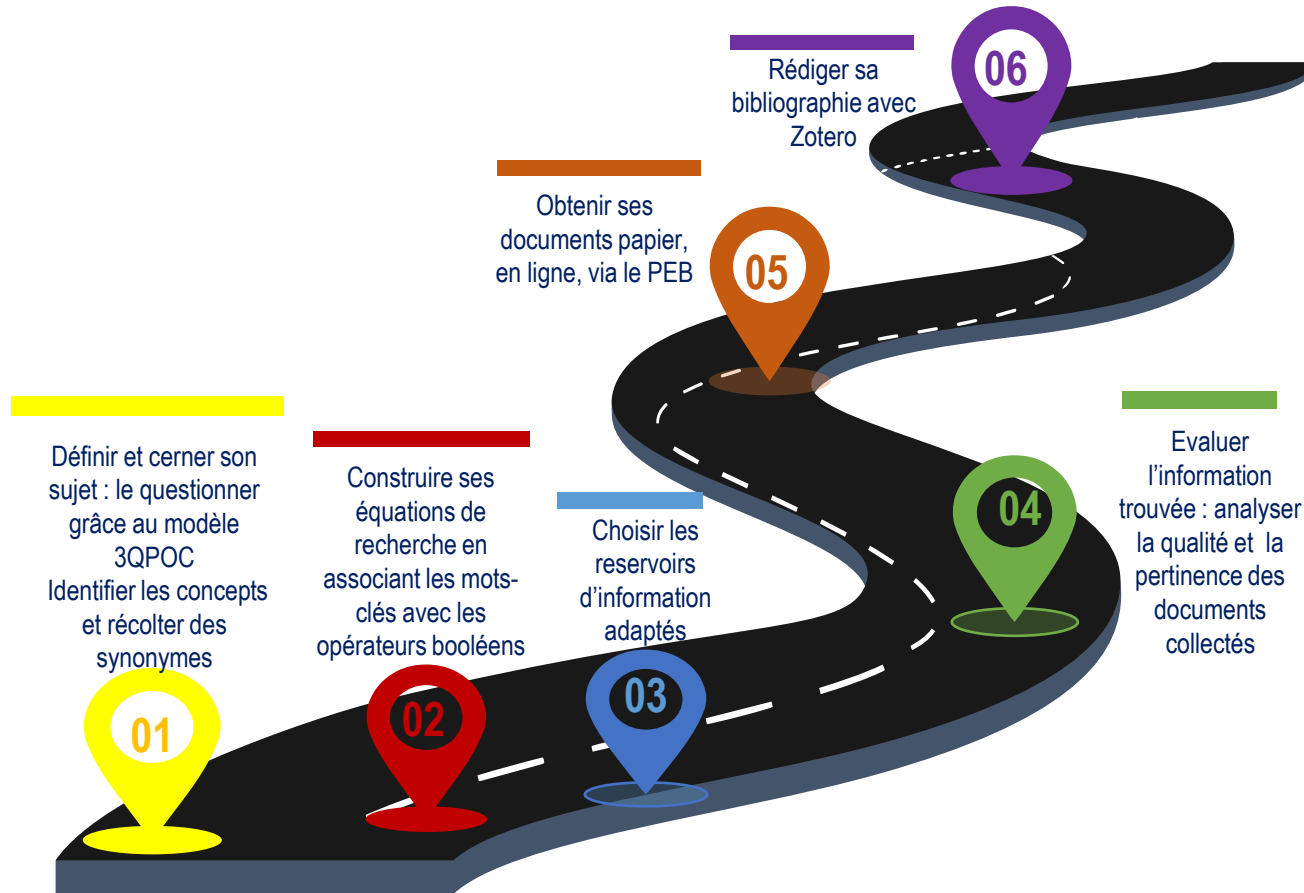 01
Définir et cerner son
sujet : le questionner
grâce au modèle
3QPOC
Identifier les concepts
et récolter des
synonymes
02
Construire ses
équations de
recherche en
associant les mots-
clés avec les
opérateurs booléens
03
Choisir les
reservoirs
d'information
adaptés
04
Evaluer
l'information
trouvée : analyser
la qualité et  la
pertinence des
documents
collectés
05
Obtenir ses
documents papier,
en ligne, via le PEB
06
Rédiger sa
bibliographie avec
Zotero